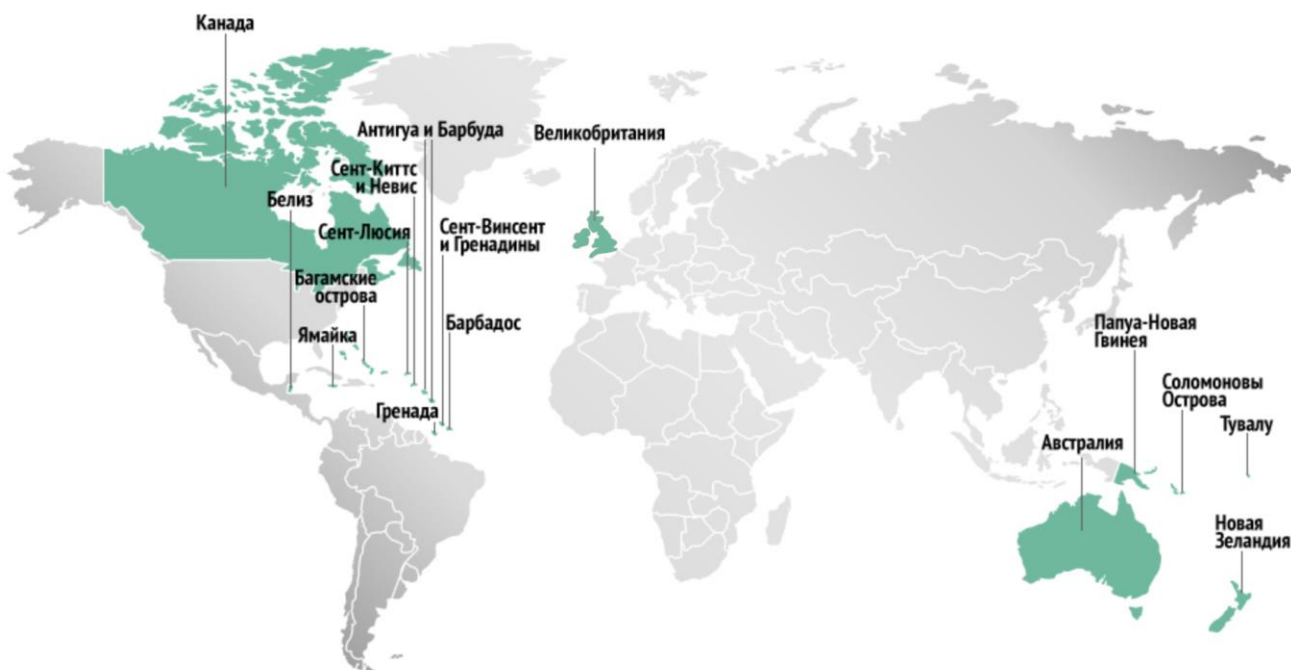 Канада
Антигуа и Барбуда
Великобритания
Сент-Киттс
и Невис
Белиз
Сент-Люсия
Сент-Винсент
и Гренадины
Багамские
острова
Ямайка
Барбадос
Гренада
Папуа-Новая
Гвинея
Соломоновы
Острова
Тувалу
Австралия
Новая
Зеландия